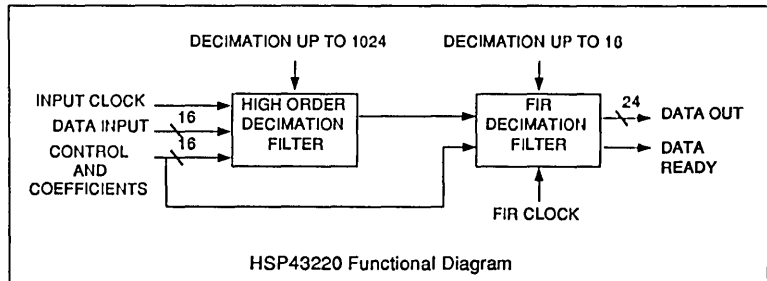 DECIMATION UP TO 1024
DECIMATION UP TO 16
INPUT CLOCK
DATA INPUT
16
CONTROL
AND
COEFFICIENTS
16
HIGH ORDER
DECIMATION
FILTER
FIR
DECIMATION
FILTER
24
DATA OUT
DATA
READY
FIR CLOCK
HSP43220 Functional Diagram